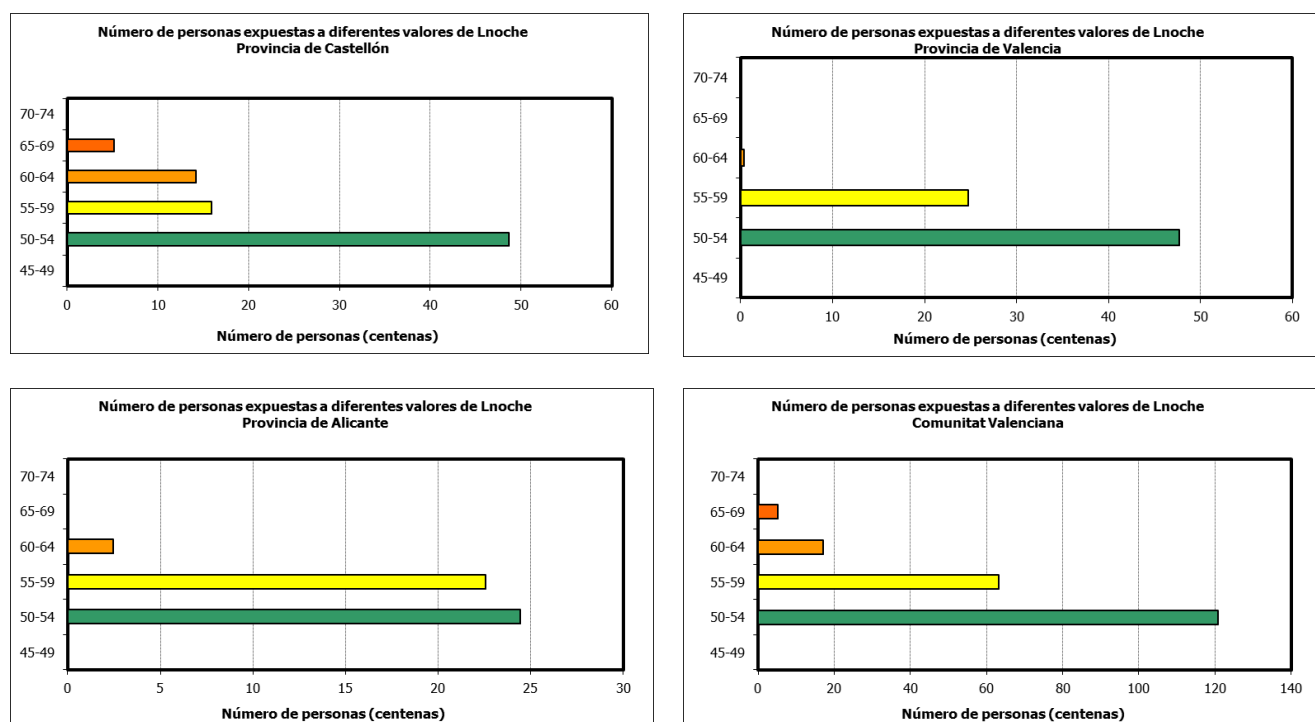 Número de personas expuestas a diferentes valores de Lnoche
Provincia de Castellón
70-74
65-69
60-64
55-59
50-54
45-49
0 10 20 30 40 50 60
Número de personas (centenas)
Número de personas expuestas a diferentes valores de Lnoche
Provincia de Valencia
70-74
65-69
60-64
55-59
50-54
45-49
0 10 20 30 40 50 60
Número de personas (centenas)
Número de personas expuestas a diferentes valores de Lnoche
Provincia de Alicante
70-74
65-69
60-64
55-59
50-54
45-49
0 5 10 15 20 25 30
Número de personas (centenas)
Número de personas expuestas a diferentes valores de Lnoche
Comunitat Valenciana
70-74
65-69
60-64
55-59
50-54
45-49
0 20 40 60 80 100 120 140
Número de personas (centenas)